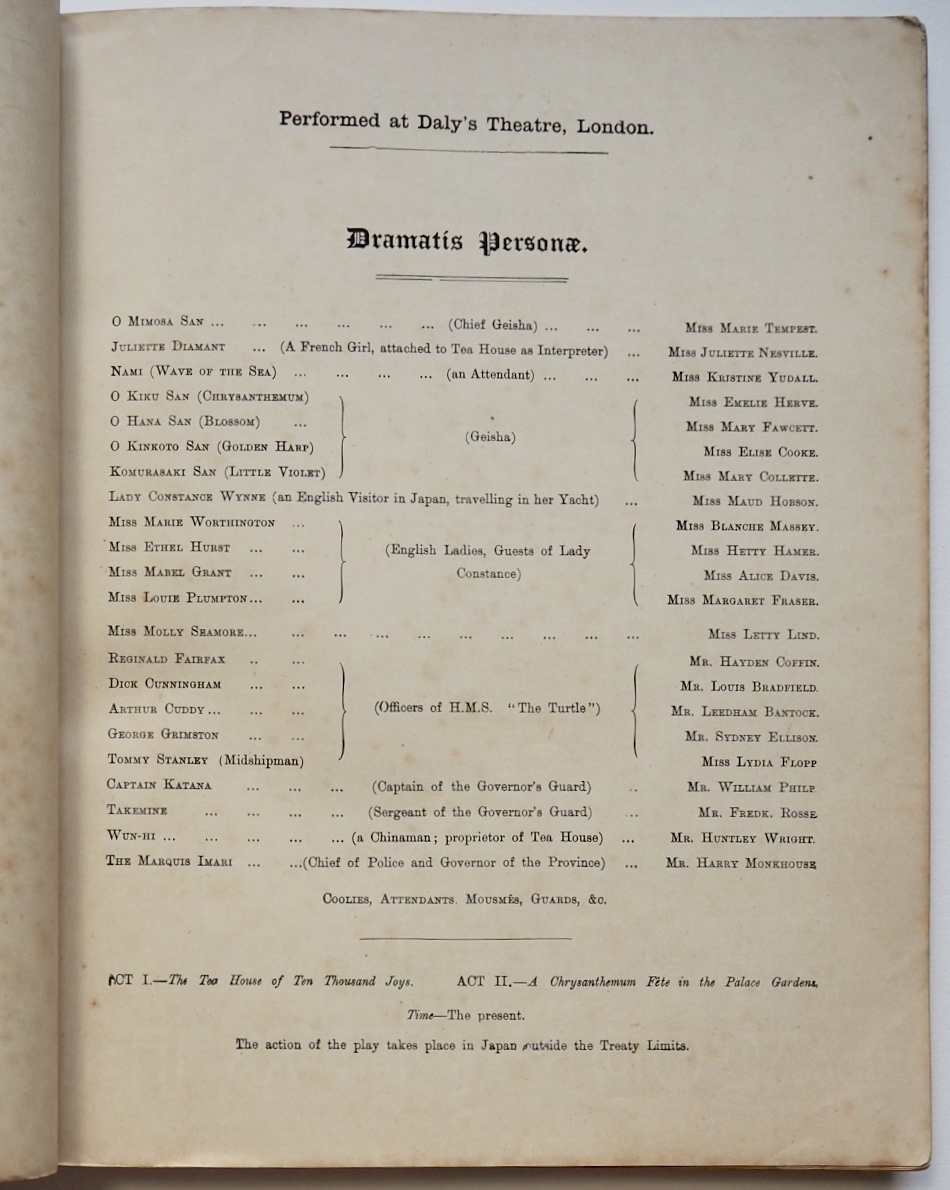 Performed at Daly's Theatre, London.
Dramatis Personæ.
O Mimosa San ... ... ... ... ... ... (Chief Geisha) ... ... ... Miss Marie Tempest.
Juliette Diamant ... (A French Girl, attached to Tea House as Interpreter) ... Miss Juliette Nesville.
Nami (Wave of the Sea) ... ... ... ... (an Attendant) ... ... ... Miss Kristine Yudall.
O Kiku San (Chrysanthemum) Miss Emelie Herve.
O Hana San (Blossom) ... Miss Mary Fawcett.
(Geisha)
O Kinkoto San (Golden Harp) Miss Elise Cooke.
Komurasaki San (Little Violet) Miss Mary Collette.
Lady Constance Wynne (an English Visitor in Japan, travelling in her Yacht) ... Miss Maud Hobson.
Miss Marie Worthington ... Miss Blanche Massey.
Miss Ethel Hurst ... ... (English Ladies, Guests of Lady Miss Hetty Hamer.
Miss Mabel Grant ... ... Constance) Miss Alice Davis.
Miss Louie Plumpton... ... Miss Margaret Fraser.
Miss Molly Seamore... ... ... ... ... ... ... ... ... ... Miss Letty Lind.
Reginald Fairfax .. ... Mr. Hayden Coffin.
Dick Cunningham ... ... Mr. Louis Bradfield.
Arthur Cuddy ... ... ... (Officers of H.M.S. "The Turtle") Mr. Leedham Bantock.
George Grimston ... ... Mr. Sydney Ellison.
Tommy Stanley (Midshipman) Miss Lydia Flopp
Captain Katana ... ... ... (Captain of the Governor's Guard) .. Mr. William Philp
Takemine ... ... ... ... (Sergeant of the Governor's Guard) ... Mr. Fredk. Rosse
Wun-hi ... ... ... ... ... (a Chinaman; proprietor of Tea House) ... Mr. Huntley Wright.
The Marquis Imari ... ...(Chief of Police and Governor of the Province) ... Mr. Harry Monkhouse
Coolies, Attendants. Mousmés, Guards, &c.
ACT I.—The Tea House of Ten Thousand Joys. ACT II.—A Chrysanthemum Fête in the Palace Gardens,
Time—The present.
The action of the play takes place in Japan outside the Treaty Limits.